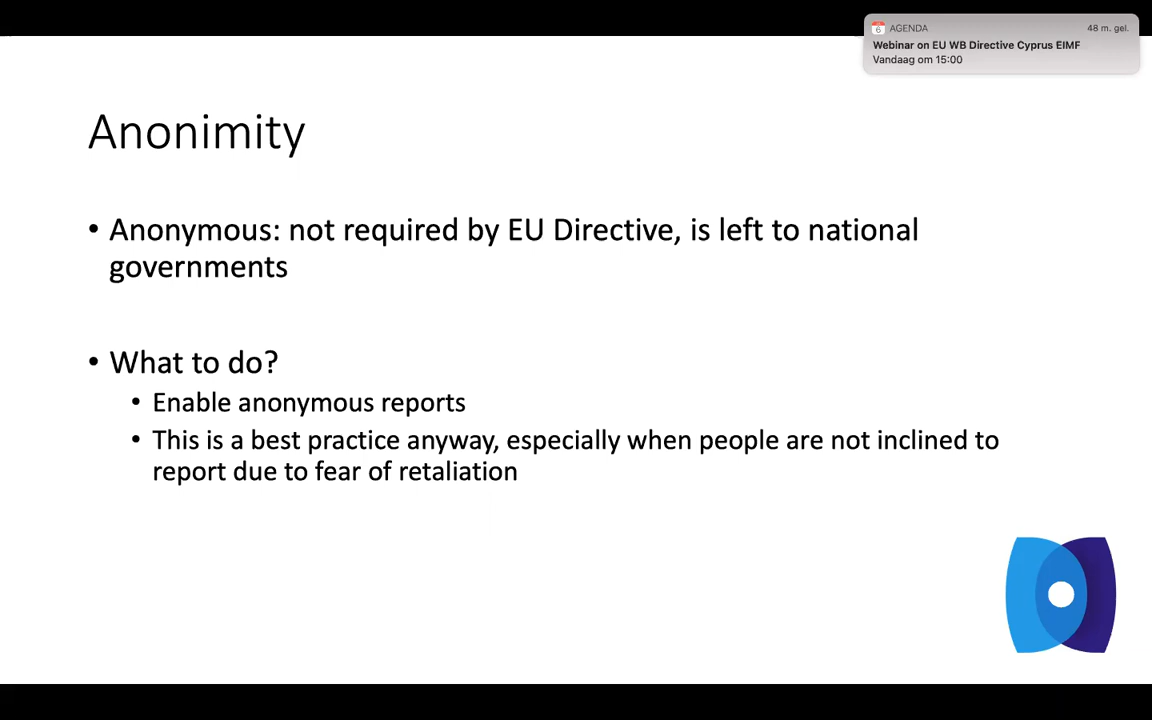 AGENDA 48 m. gel.
6
Webinar on EU WB Directive Cyprus EIMF
Vandaag om 15:00
Anonimity
• Anonymous: not required by EU Directive, is left to national
governments
• What to do?
• Enable anonymous reports
• This is a best practice anyway, especially when people are not inclined to
report due to fear of retaliation